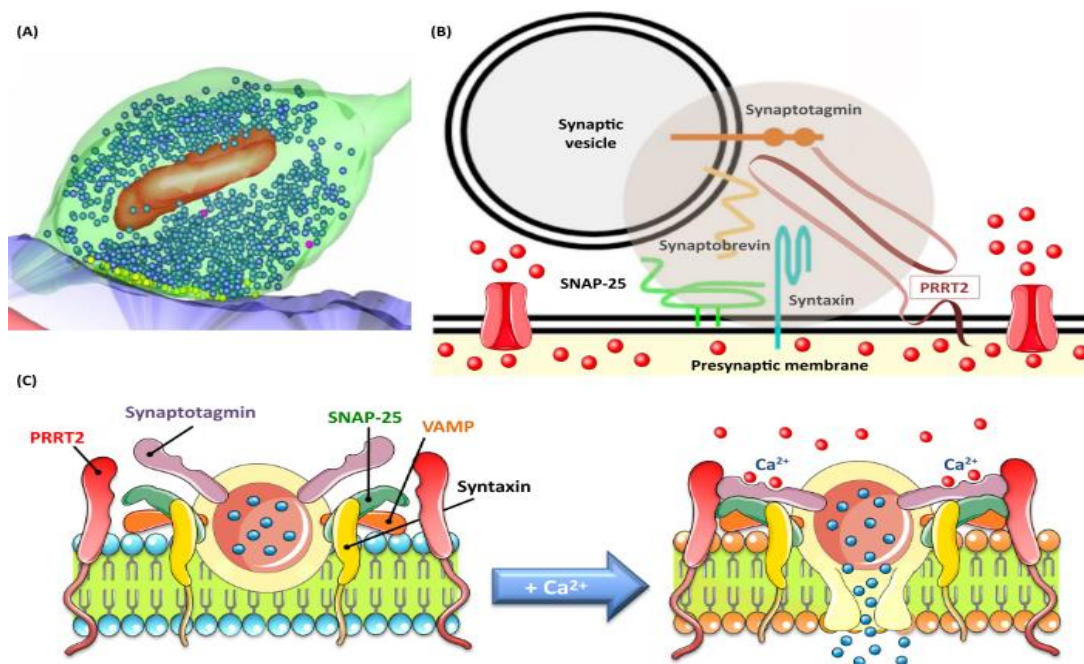 (A)
(B)
Synaptotagmin
Synaptic
vesicle
Synaptobrevin
SNAP-25
PRRT2
Syntaxin
Presynaptic membrane
(C)
Synaptotagmin
SNAP-25
VAMP
PRRT2
Syntaxin
Ca²⁺
Ca²⁺
+ Ca²⁺